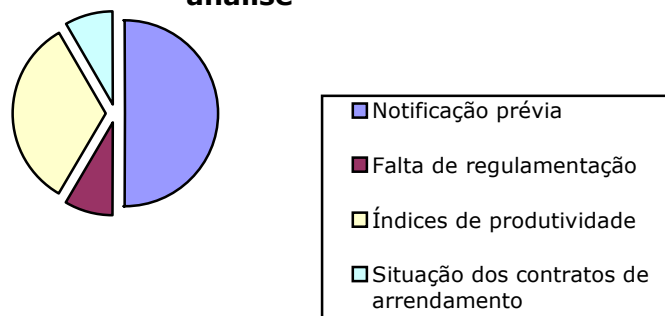 análise
Notificação prévia
Falta de regulamentação
Índices de produtividade
Situação dos contratos de
arrendamento